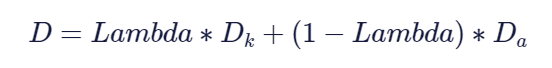 D = Lambda * D_k + (1 − Lambda) * D_a